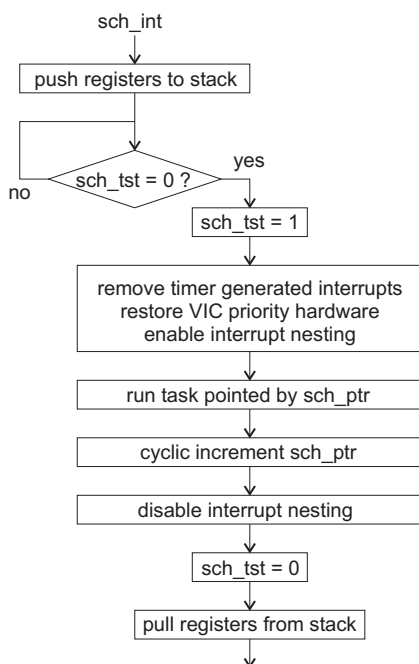 sch_int
push registers to stack
sch_tst = 0 ?
yes
no
sch_tst = 1
remove timer generated interrupts
restore VIC priority hardware
enable interrupt nesting
run task pointed by sch_ptr
cyclic increment sch_ptr
disable interrupt nesting
sch_tst = 0
pull registers from stack